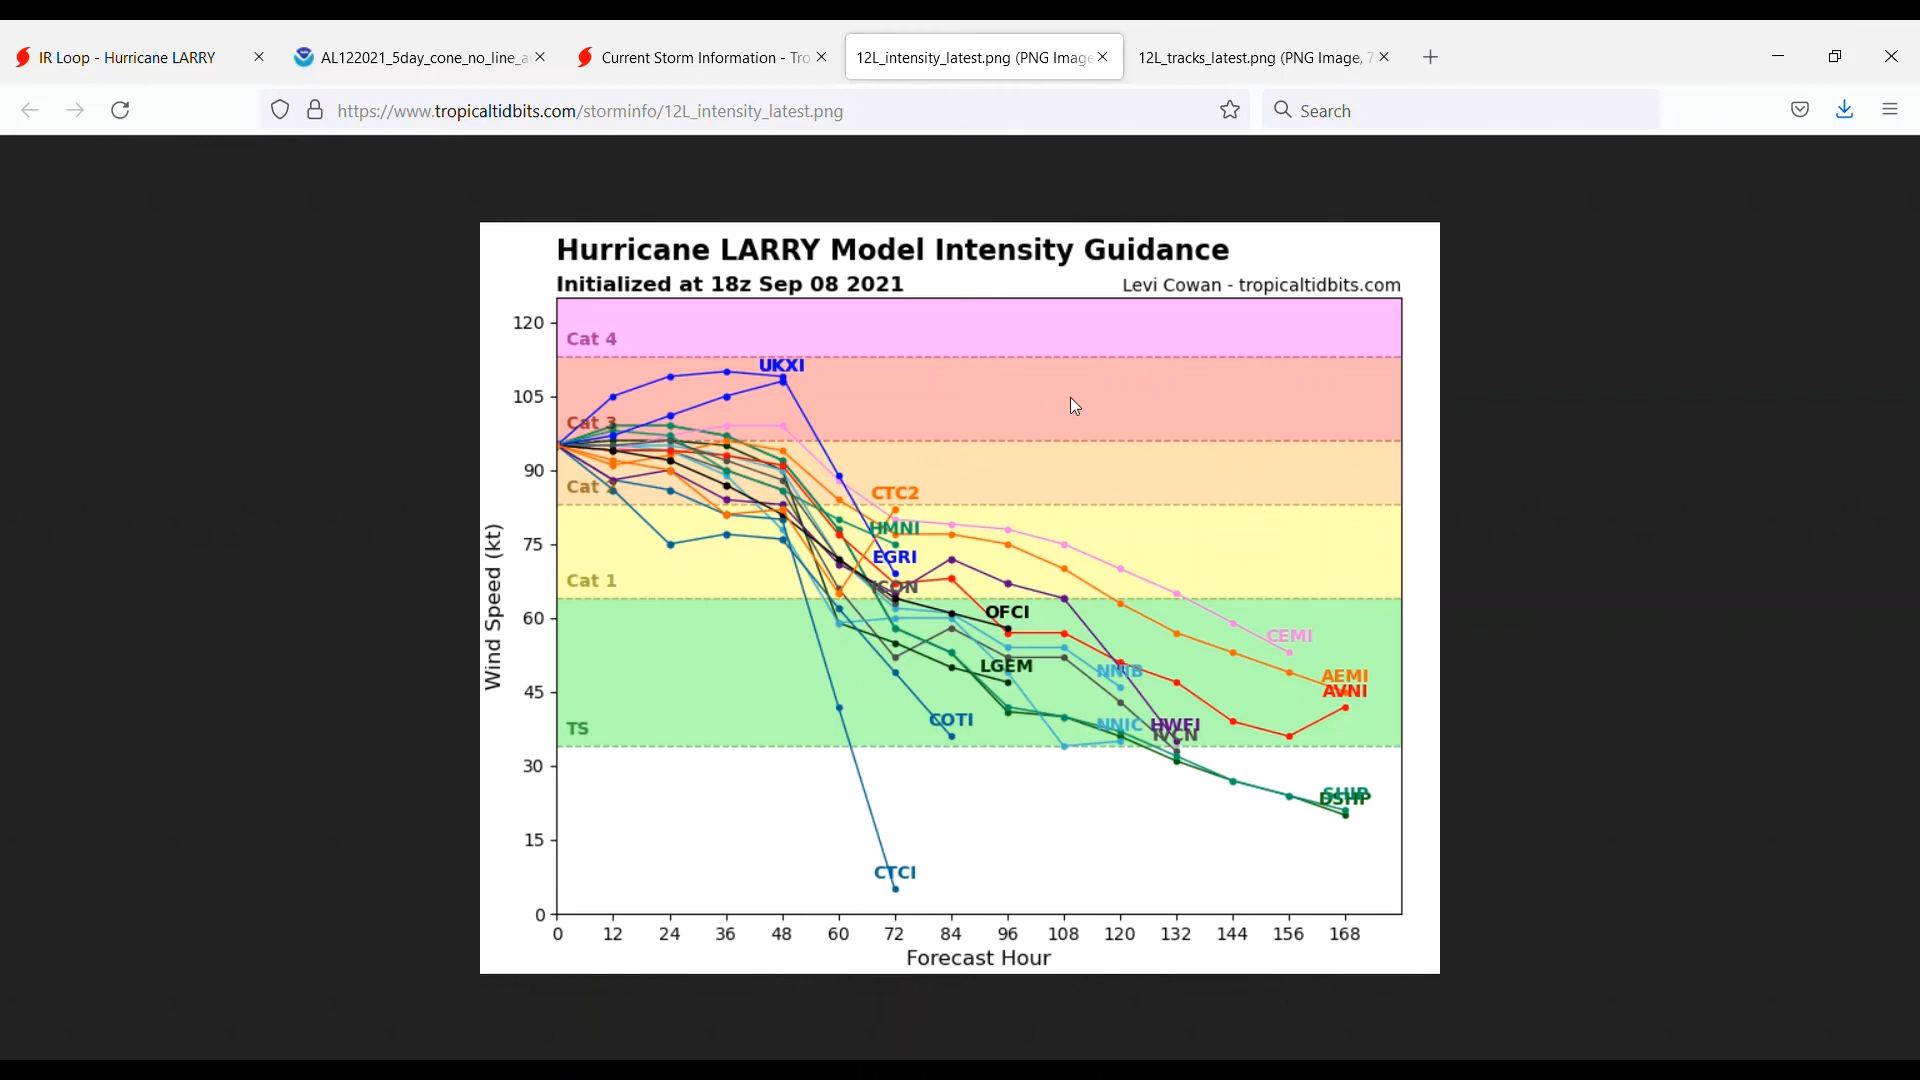 IR Loop - Hurricane LARRY
AL122021_5day_cone_no_line_a
Current Storm Information - Tro
12L_intensity_latest.png (PNG Image
12L_tracks_latest.png (PNG Image, 7
https://www.tropicaltidbits.com/storminfo/12L_intensity_latest.png
Search
Hurricane LARRY Model Intensity Guidance
Initialized at 18z Sep 08 2021
Levi Cowan - tropicaltidbits.com
120
Cat 4
UKXI
105
Cat 3
90
Cat
CTC2
HMNI
75
EGRI
Cat 1
ICON
60
OFCI
CEMI
LGEM
NNIB
AEMI
45
AVNI
COTI
TS
NNIC
HWFI
IVCN
30
SHIP
DSHP
15
CTCI
0
Wind Speed (kt)
0 12 24 36 48 60 72 84 96 108 120 132 144 156 168
Forecast Hour